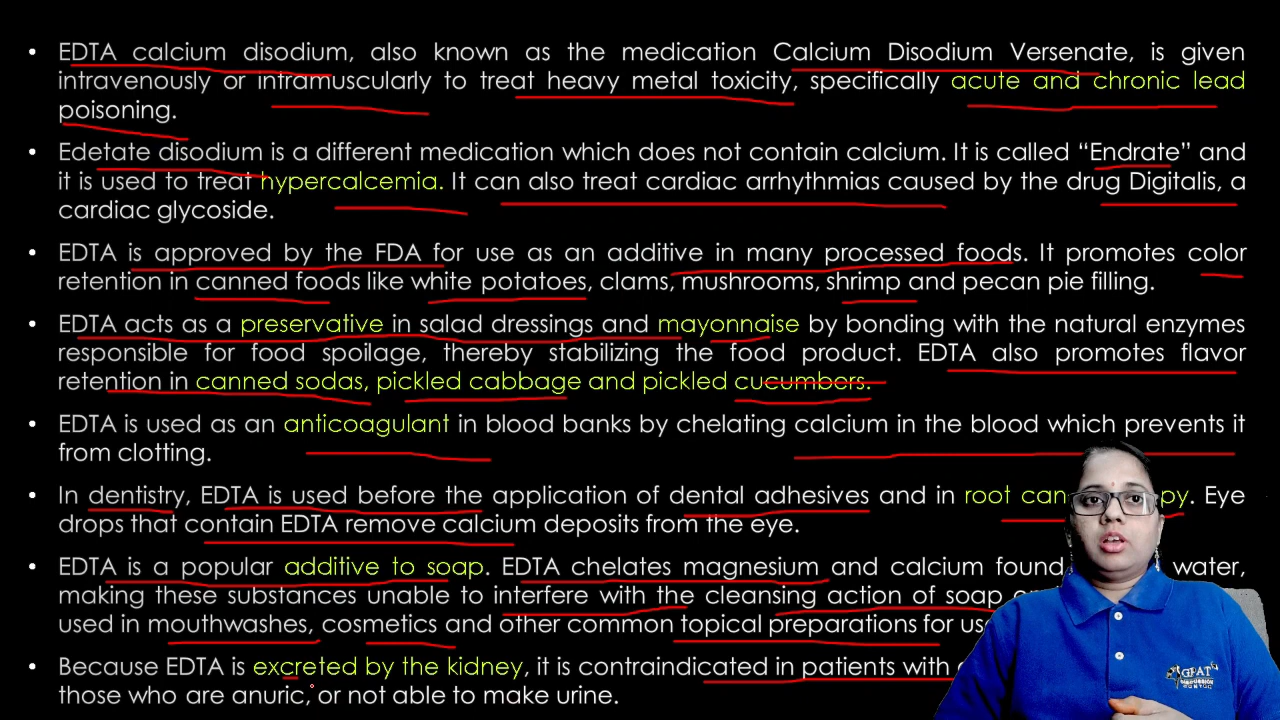 • EDTA calcium disodium, also known as the medication Calcium Disodium Versenate, is given
intravenously or intramuscularly to treat heavy metal toxicity, specifically acute and chronic lead
poisoning.
• Edetate disodium is a different medication which does not contain calcium. It is called “Endrate” and
it is used to treat hypercalcemia. It can also treat cardiac arrhythmias caused by the drug Digitalis, a
cardiac glycoside.
• EDTA is approved by the FDA for use as an additive in many processed foods. It promotes color
retention in canned foods like white potatoes, clams, mushrooms, shrimp and pecan pie filling.
• EDTA acts as a preservative in salad dressings and mayonnaise by bonding with the natural enzymes
responsible for food spoilage, thereby stabilizing the food product. EDTA also promotes flavor
retention in canned sodas, pickled cabbage and pickled cucumbers.
• EDTA is used as an anticoagulant in blood banks by chelating calcium in the blood which prevents it
from clotting.
• In dentistry, EDTA is used before the application of dental adhesives and in root . Eye
drops that contain EDTA remove calcium deposits from the eye.
• EDTA is a popular additive to soap. EDTA chelates magnesium and calcium found water,
making these substances unable to interfere with the cleansing action of soap
used in mouthwashes, cosmetics and other common topical preparations for
• Because EDTA is excreted by the kidney, it is contraindicated in patients with
those who are anuric, or not able to make urine.
GPAT
DISCUSSION